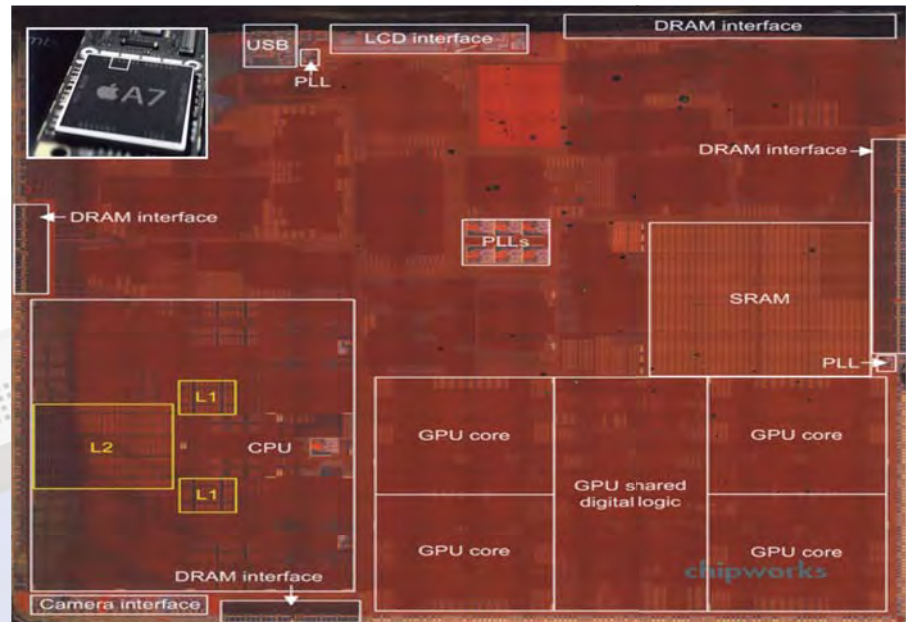 DRAM interface
USB
LCD interface
PLL
A7
DRAM interface
DRAM interface
PLLs
SRAM
PLL
L1
L2
CPU
L1
GPU core
GPU core
GPU shared
digital logic
GPU core
GPU core
chipworks
DRAM interface
Camera interface